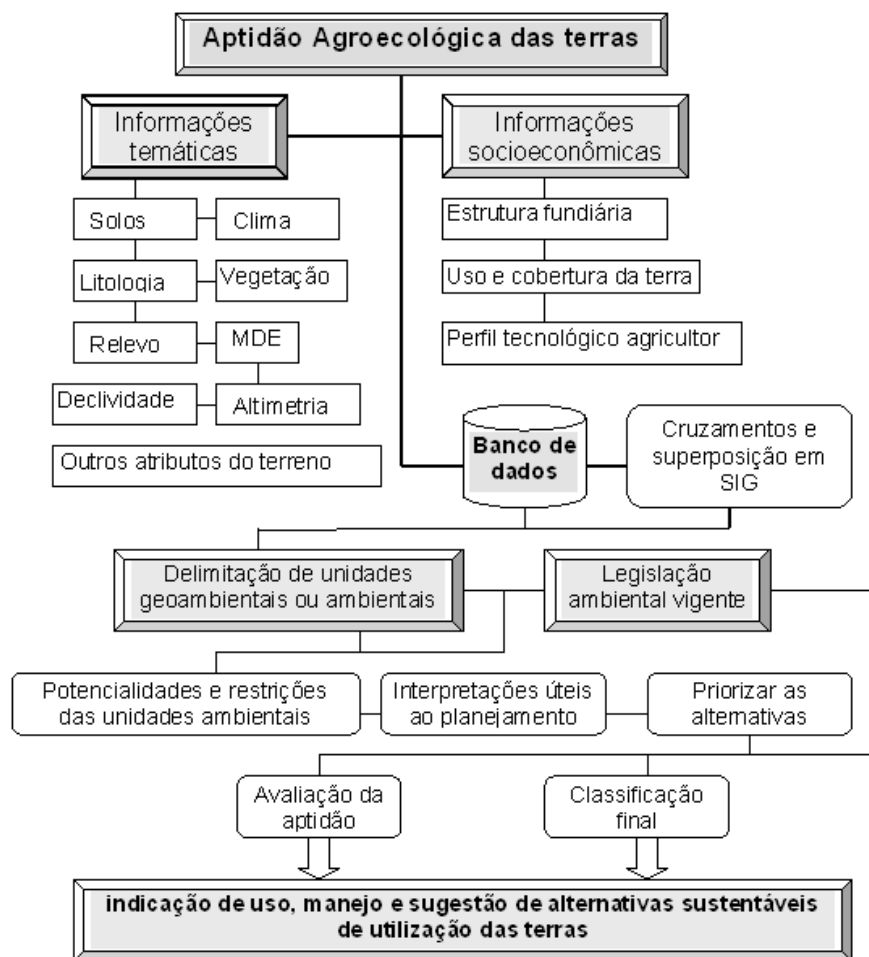 Aptidão Agroecológica das terras
Informações
temáticas
Informações
socioeconômicas
Solos
Clima
Estrutura fundiária
Litologia
Vegetação
Uso e cobertura da terra
Relevo
MDE
Perfil tecnológico agricultor
Declividade
Altimetria
Outros atributos do terreno
Banco de
dados
Cruzamentos e
superposição em
SIG
Delimitação de unidades
geoambientais ou ambientais
Legislação
ambiental vigente
Potencialidades e restrições
das unidades ambientais
Interpretações úteis
ao planejamento
Priorizar as
alternativas
Avaliação da
aptidão
Classificação
final
indicação de uso, manejo e sugestão de alternativas sustentáveis
de utilização das terras